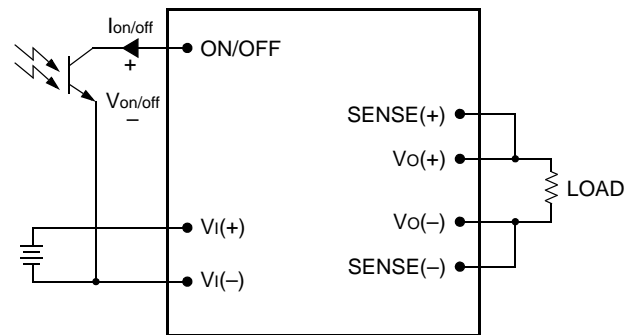 Ion/off
+
ON/OFF
Von/off
–
SENSE(+)
VO(+)
LOAD
VO(–)
VI(+)
SENSE(–)
VI(–)